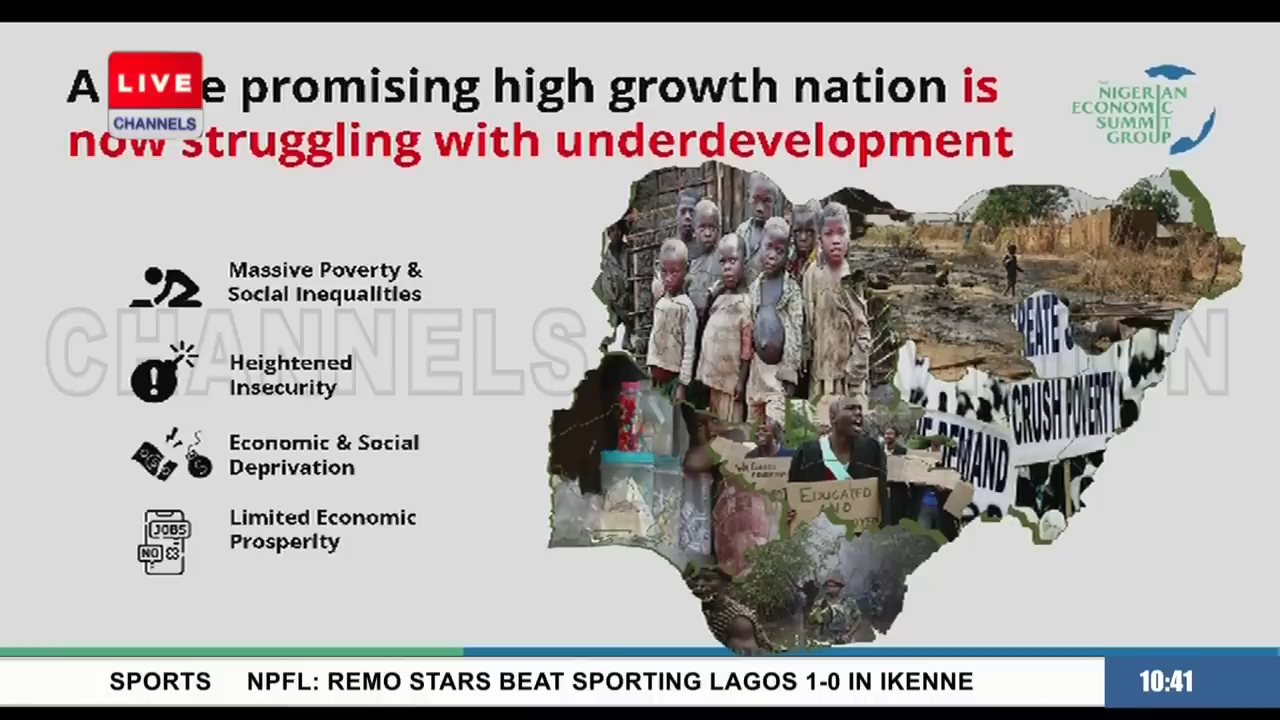 A e promising high growth nation is
now struggling with underdevelopment
LIVE
CHANNELS
NIGERIAN
ECONOMIC
SUMMIT
GROUP
Massive Poverty &
Social Inequalities
Heightened
Insecurity
Economic & Social
Deprivation
JOBS
NO
Limited Economic
Prosperity
CHANNELS
CRUSH POVERTY
DEMAND
EDUCATED
AND
SPORTS NPFL: REMO STARS BEAT SPORTING LAGOS 1-0 IN IKENNE
10:41